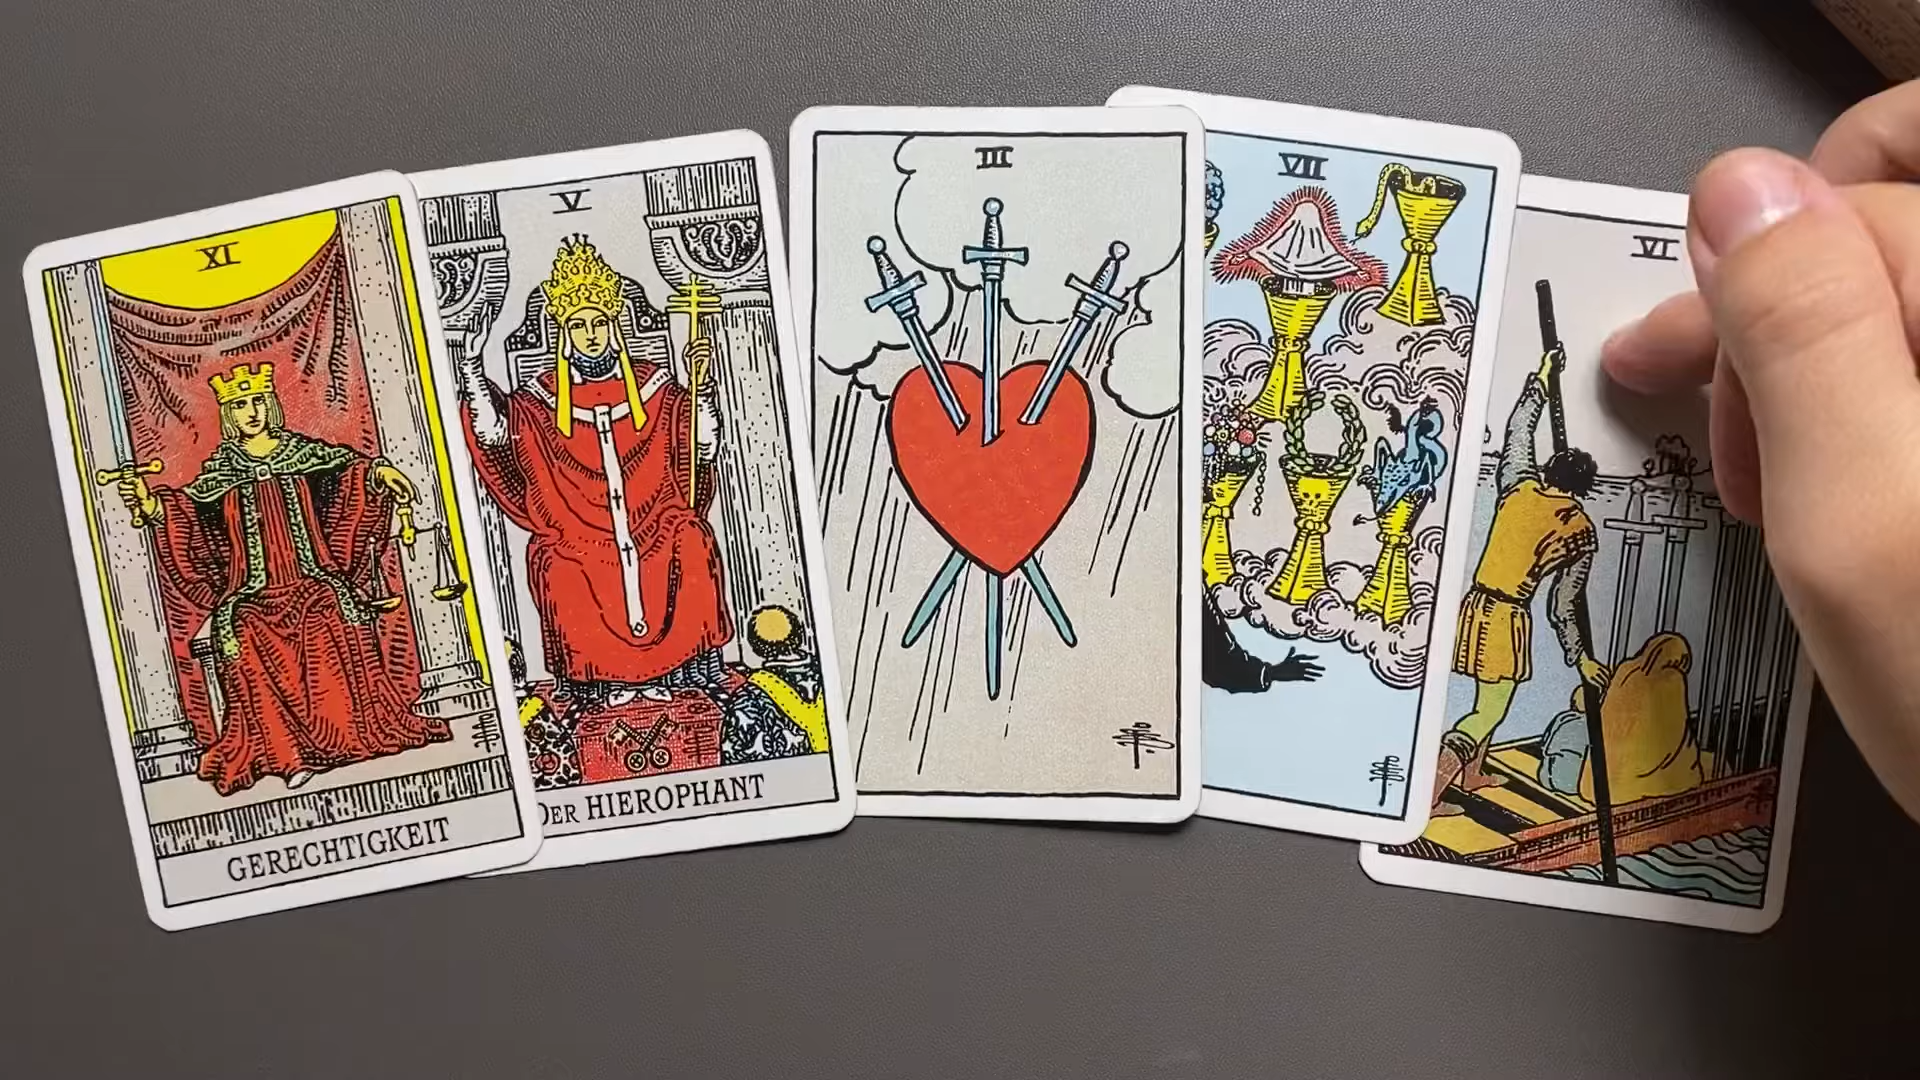 XI
GERECHTIGKEIT
V
DER HIEROPHANT
III
VII
VI